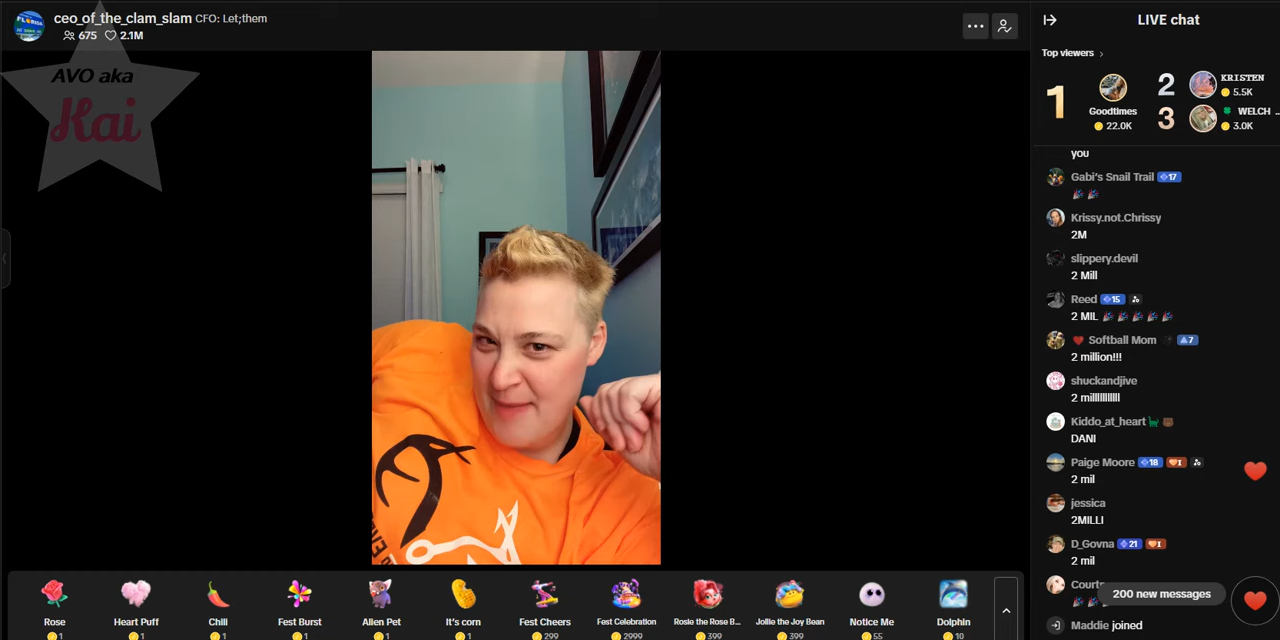 ceo_of_the_clam_slam CFO: Let;them
675 2.1M
AVO aka
Kai
LIVE chat
Top viewers
1
Goodtimes
22.0K
2
KRISTEN
5.5K
3
WELCH ...
3.0K
you
Gabi's Snail Trail 17
Krissy.not.Chrissy
2M
slippery.devil
2 Mill
Reed 15
2 MIL
Softball Mom 7
2 million!!!
shuckandjive
Kiddo_at_heart
DANI
Paige Moore 18 I
2 mil
jessica
2MILLI
D_Govna 21 I
2 mil
Courts
200 new messages
Maddie joined
Rose
1
Heart Puff
1
Chili
1
Fest Burst
1
Alien Pet
1
It's corn
1
Fest Cheers
299
Fest Celebration
2999
Rosie the Rose B...
399
Jollie the Joy Bean
399
Notice Me
55
Dolphin
10